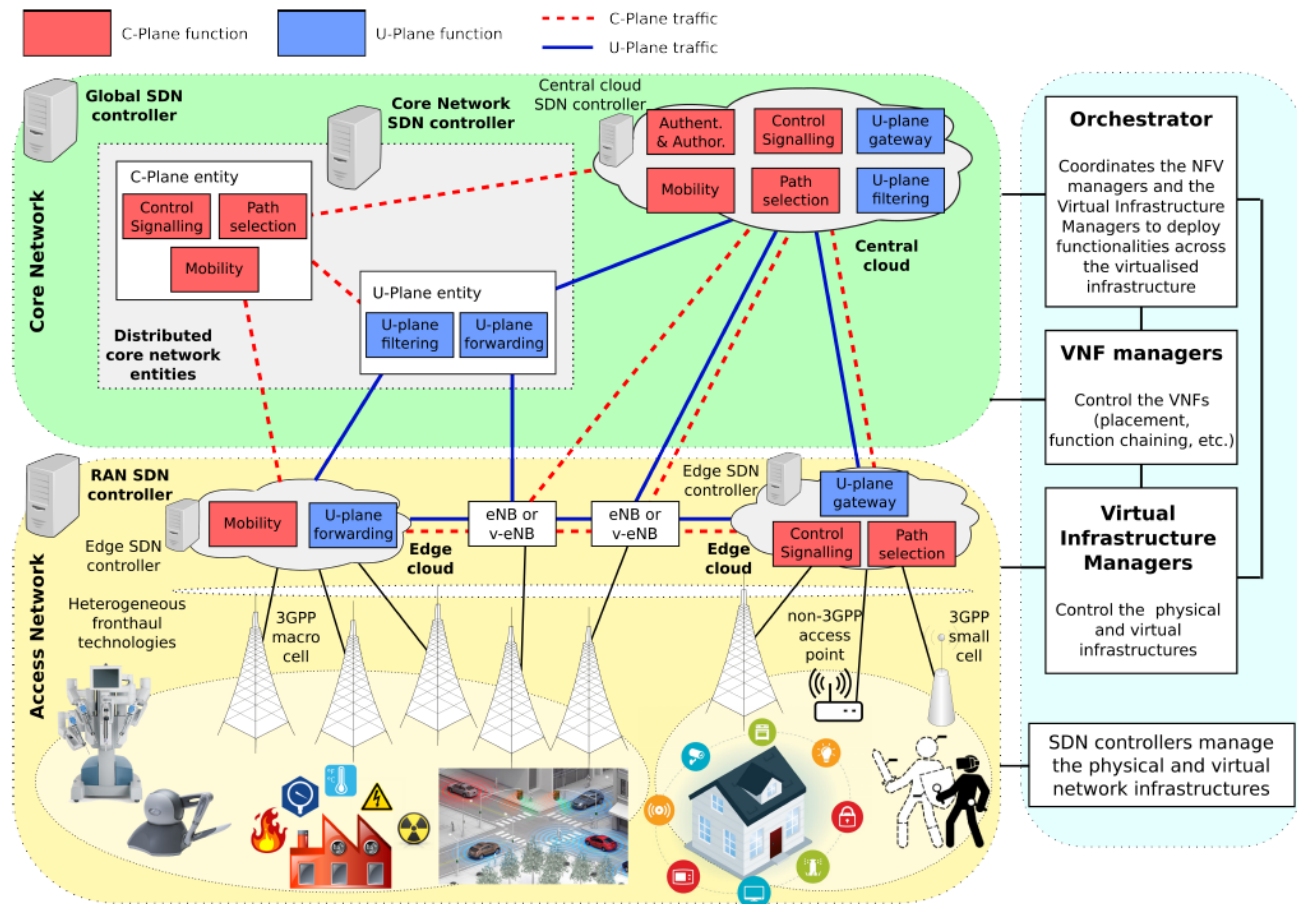 C-Plane function
U-Plane function
C-Plane traffic
U-Plane traffic
Global SDN
controller
Core Network
SDN controller
Central cloud
SDN controller
Authent.
& Author.
Control
Signalling
U-plane
gateway
Mobility
Path
selection
U-plane
filtering
Central
cloud
C-Plane entity
Control
Signalling
Path
selection
Mobility
U-Plane entity
U-plane
filtering
U-plane
forwarding
Distributed
core network
entities
Core Network
RAN SDN
controller
Edge SDN
controller
Mobility
U-plane
forwarding
Edge
cloud
eNB or
v-eNB
eNB or
v-eNB
Edge SDN
controller
U-plane
gateway
Control
Signalling
Path
selection
Edge
cloud
Access Network
Heterogeneous
fronthaul
technologies
3GPP
macro
cell
non-3GPP
access
point
3GPP
small
cell
°F
°C
Orchestrator
Coordinates the NFV
managers and the
Virtual Infrastructure
Managers to deploy
functionalities across
the virtualised
infrastructure
VNF managers
Control the VNFs
(placement,
function chaining, etc.)
Virtual
Infrastructure
Managers
Control the physical
and virtual
infrastructures
SDN controllers manage
the physical and virtual
network infrastructures